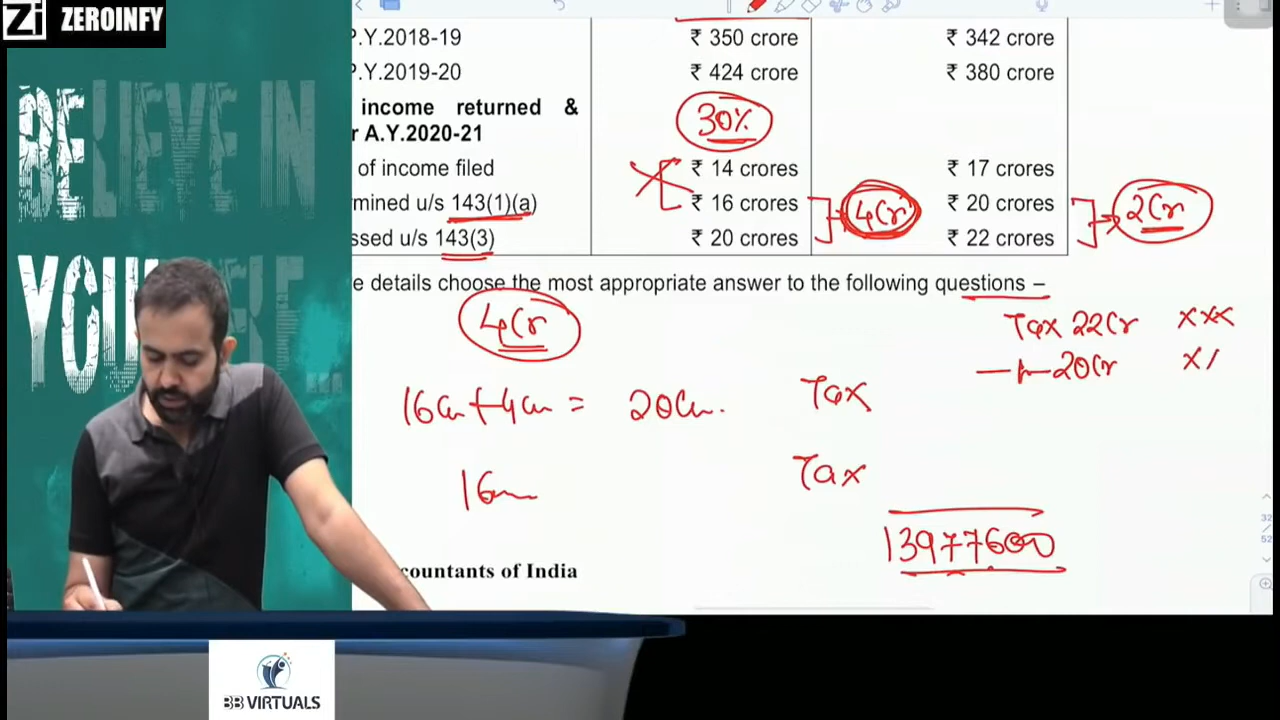 Zi ZEROINFY
BELIEVE IN
YOURSELF
P.Y.2018-19 ₹ 350 crore ₹ 342 crore
P.Y.2019-20 ₹ 424 crore ₹ 380 crore
income returned &
r A.Y.2020-21
30%
of income filed ₹ 14 crores ₹ 17 crores
rmined u/s 143(1)(a) ₹ 16 crores 4Cr ₹ 20 crores 2Cr
ssed u/s 143(3) ₹ 20 crores ₹ 22 crores
e details choose the most appropriate answer to the following questions –
4Cr
Tax 22Cr xxx
20Cr
16Cr+4Cr = 20Cr. Tax
16Cr Tax
13977600
countants of India
BB VIRTUALS